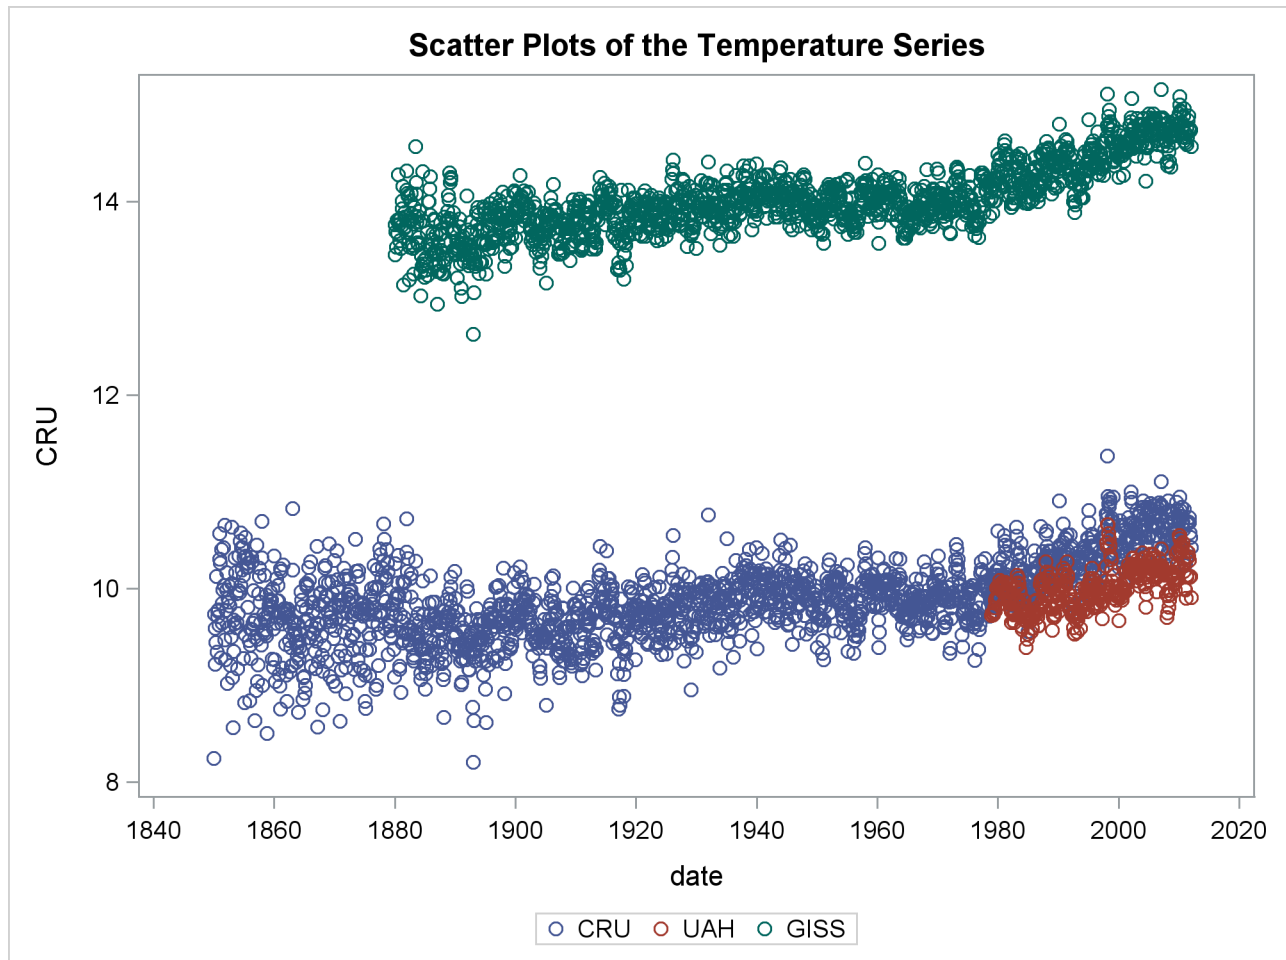 Scatter Plots of the Temperature Series
14
12
10
8
CRU
1840 1860 1880 1900 1920 1940 1960 1980 2000 2020
date
CRU UAH GISS